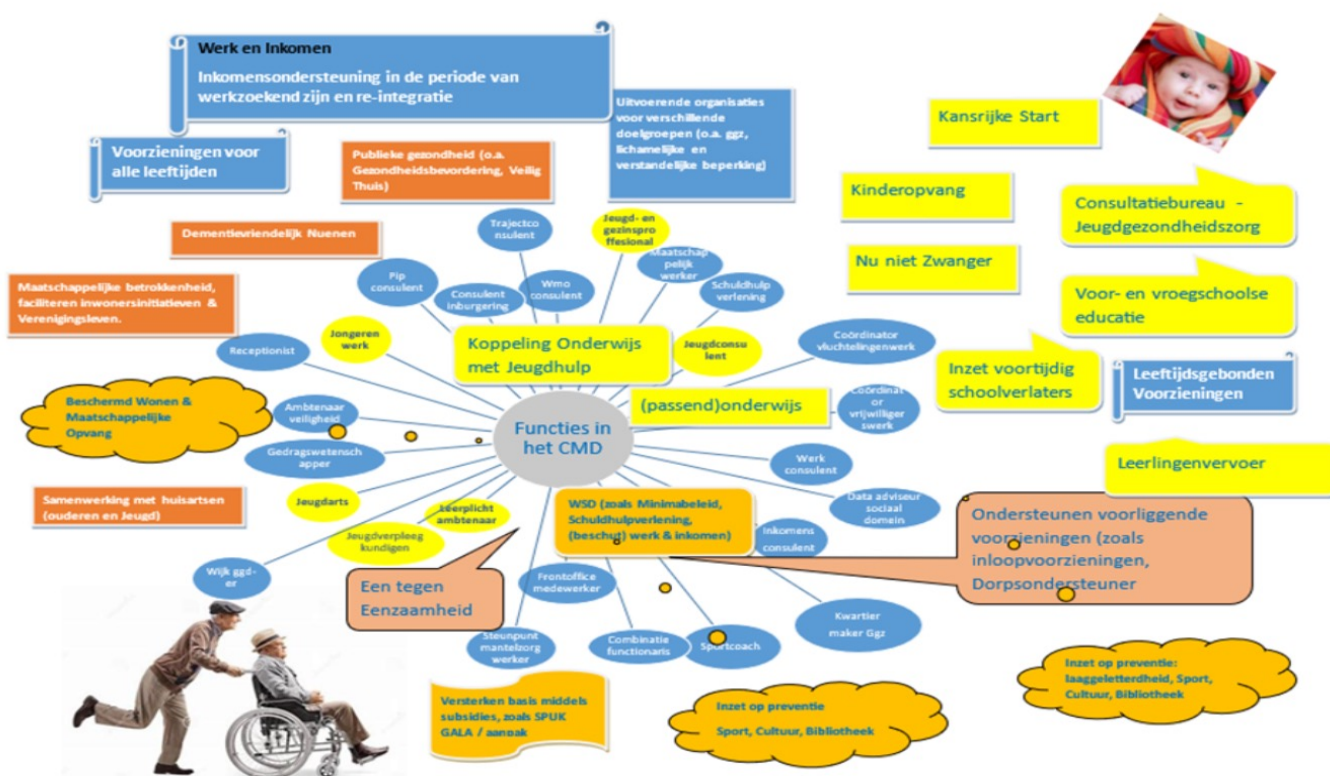 Werk en Inkomen
Inkomensondersteuning in de periode van
werkzoekend zijn en re-integratie
Voorzieningen voor
alle leeftijden
Publieke gezondheid (o.a.
Gezondheidsbevordering, Veilig
Thuis)
Uitvoerende organisaties
voor verschillende
doelgroepen (o.a. ggz,
lichamelijke en
verstandelijke beperking)
Kansrijke Start
Kinderopvang
Consultatiebureau -
Jeugdgezondheidszorg
Nu niet Zwanger
Voor- en vroegschoolse
educatie
Inzet voortijdig
schoolverlaters
Leeftijdsgebonden
Voorzieningen
Leerlingenvervoer
Dementievriendelijk Nuenen
Maatschappelijke betrokkenheid,
faciliteren inwonersinitiatieven &
Verenigingsleven.
Trajectco
nsulent
Jeugd- en
gezinspro
ffesional
Maatschap
pelijk
werker
Pip
consulent
Consulent
inburgering
Wmo
consulent
Schuldhulp
verlening
Jongeren
werk
Koppeling Onderwijs
met Jeugdhulp
Jeugdconsu
lent
Coördinator
vluchtelingenwerk
Receptionist
(passend)onderwijs
Coördinat
or
vrijwilliger
swerk
Beschermd Wonen &
Maatschappelijke
Opvang
Ambtenaar
veiligheid
Functies in
het CMD
Gedragswetensch
apper
Werk
consulent
Samenwerking met huisartsen
(ouderen en Jeugd)
Jeugdarts
Leerplicht
ambtenaar
Jeugdverpleeg
kundigen
WSD (zoals Minimabeleid,
Schuldhulpverlening,
(beschut) werk & inkomen)
Data adviseur
sociaal
domein
Inkomens
consulent
Ondersteunen voorliggende
voorzieningen (zoals
inloopvoorzieningen,
Dorpsondersteuner
Wijk ggd-
er
Een tegen
Eenzaamheid
Frontoffice
medewerker
Steunpunt
mantelzorg
werker
Combinatie
functionaris
Sportcoach
Kwartier
maker Ggz
Versterken basis middels
subsidies, zoals SPUK
GALA / aanpak
Inzet op preventie
Sport, Cultuur, Bibliotheek
Inzet op preventie:
laaggeletterdheid, Sport,
Cultuur, Bibliotheek